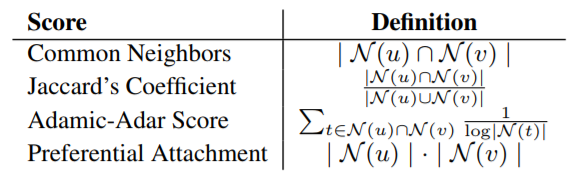 Score Definition
Common Neighbors | 𝒩(u) ∩ 𝒩(v) |
Jaccard's Coefficient |𝒩(u)∩𝒩(v)| / |𝒩(u)∪𝒩(v)|
Adamic-Adar Score ∑t∈𝒩(u)∩𝒩(v) 1 / log|𝒩(t)|
Preferential Attachment | 𝒩(u) | · | 𝒩(v) |